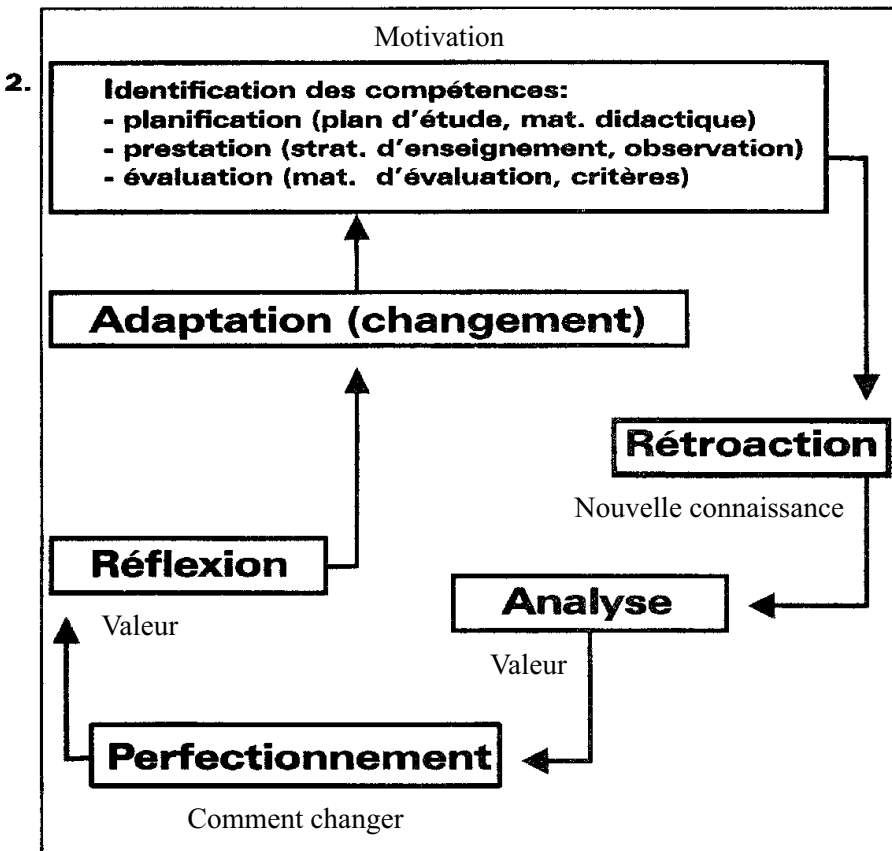 Motivation
2.
Identification des compétences:
- planification (plan d'étude, mat. didactique)
- prestation (strat. d'enseignement, observation)
- évaluation (mat. d'évaluation, critères)
Adaptation (changement)
Rétroaction
Nouvelle connaissance
Réflexion
Analyse
Valeur
Valeur
Perfectionnement
Comment changer